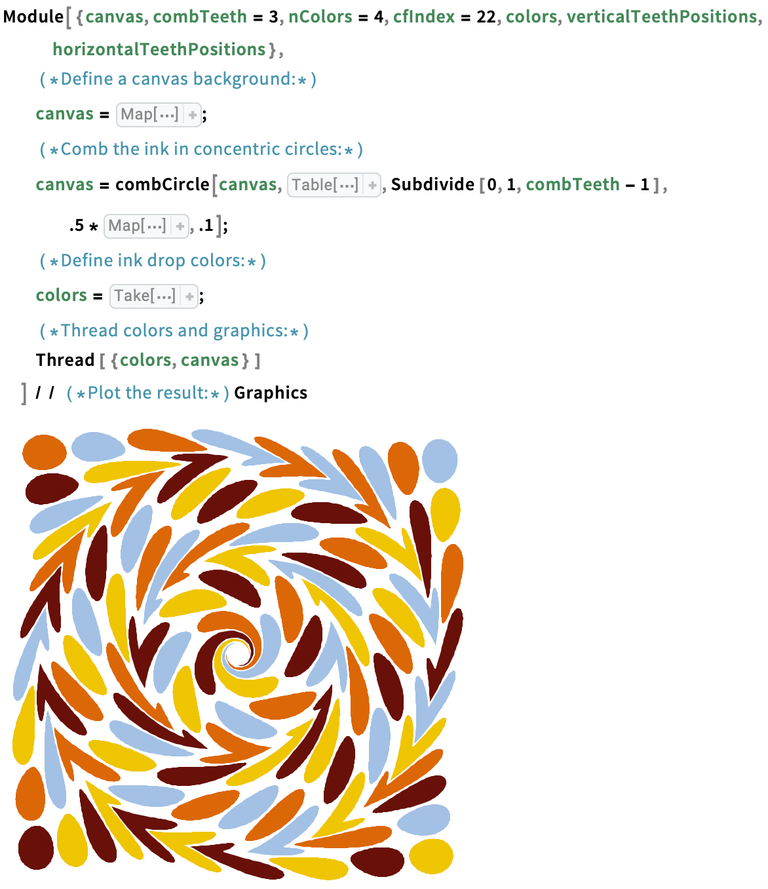 Module[{canvas, combTeeth = 3, nColors = 4, cfIndex = 22, colors, verticalTeethPositions,
horizontalTeethPositions},
(*Define a canvas background:*)
canvas = Map[⋯] +;
(*Comb the ink in concentric circles:*)
canvas = combCircle[canvas, Table[⋯] +, Subdivide[0, 1, combTeeth - 1],
.5 * Map[⋯] +, .1];
(*Define ink drop colors:*)
colors = Take[⋯] +;
(*Thread colors and graphics:*)
Thread[{colors, canvas}]
] // (*Plot the result:*) Graphics